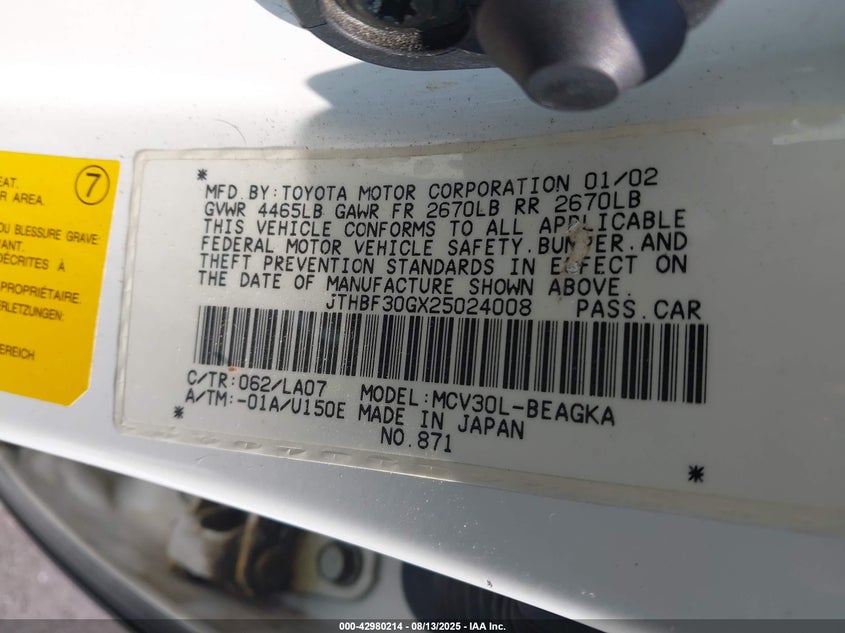 EAT.
R AREA.
7
OU BLESSURE GRAVE
VANT.
DÉCRITES À
PROPRIÉTAIRE.
ERLETZUNGEN:
BEREICH
*
MFD.BY:TOYOTA MOTOR CORPORATION 01/02
GVWR 4465LB GAWR FR 2670LB RR 2670LB
THIS VEHICLE CONFORMS TO ALL APPLICABLE
FEDERAL MOTOR VEHICLE SAFETY.BUMPER.AND
THEFT PREVENTION STANDARDS IN EFFECT ON
THE DATE OF MANUFACTURE SHOWN ABOVE.
JTHBF30GX25024008 PASS.CAR
C/TR:062/LA07 MODEL:MCV30L-BEAGKA
A/TM:-01A/U150E MADE IN JAPAN
* NO.871 *
000-42980214 - 08/13/2025 - IAA Inc.